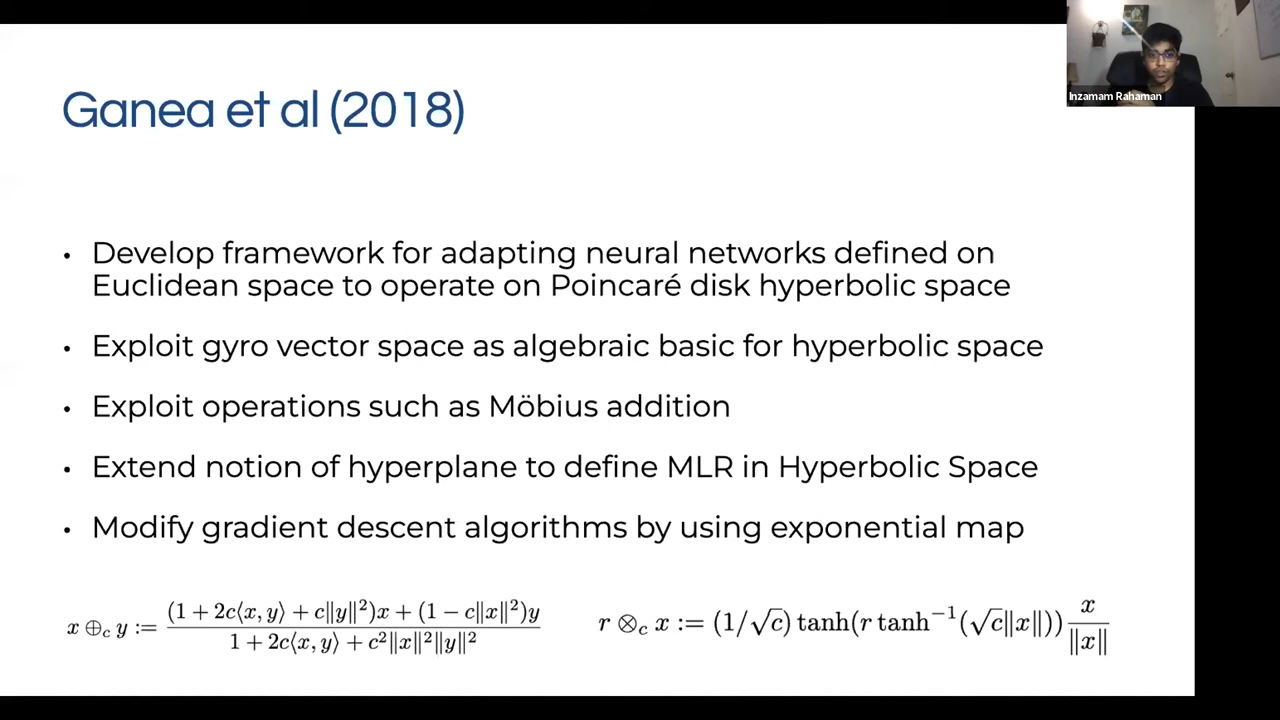 Inzamam Rahaman
Ganea et al (2018)
• Develop framework for adapting neural networks defined on
Euclidean space to operate on Poincaré disk hyperbolic space
• Exploit gyro vector space as algebraic basic for hyperbolic space
• Exploit operations such as Möbius addition
• Extend notion of hyperplane to define MLR in Hyperbolic Space
• Modify gradient descent algorithms by using exponential map
x ⊕_c y := \frac{(1 + 2c⟨x, y⟩ + c‖y‖²)x + (1 − c‖x‖²)y}{1 + 2c⟨x, y⟩ + c²‖x‖²‖y‖²}
r ⊗_c x := (1/√c) tanh(r tanh⁻¹(√c‖x‖)) \frac{x}{‖x‖}